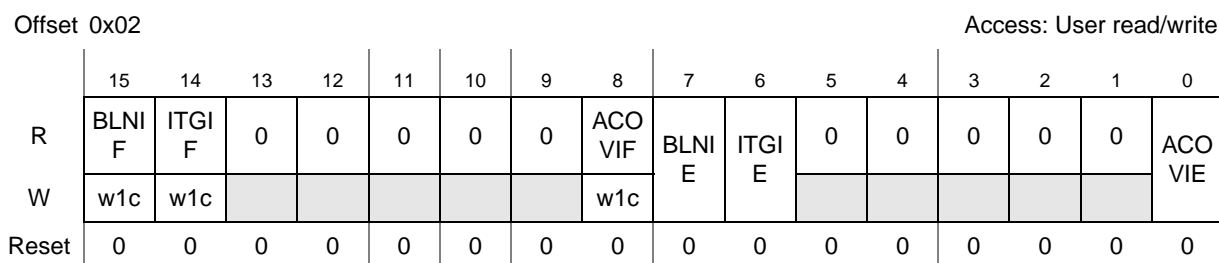 Offset 0x02 Access: User read/write
15 14 13 12 11 10 9 8 7 6 5 4 3 2 1 0
R BLNI F ITGI F 0 0 0 0 0 ACO VIF BLNI E ITGI E 0 0 0 0 0 ACO VIE
W w1c w1c w1c
Reset 0 0 0 0 0 0 0 0 0 0 0 0 0 0 0 0